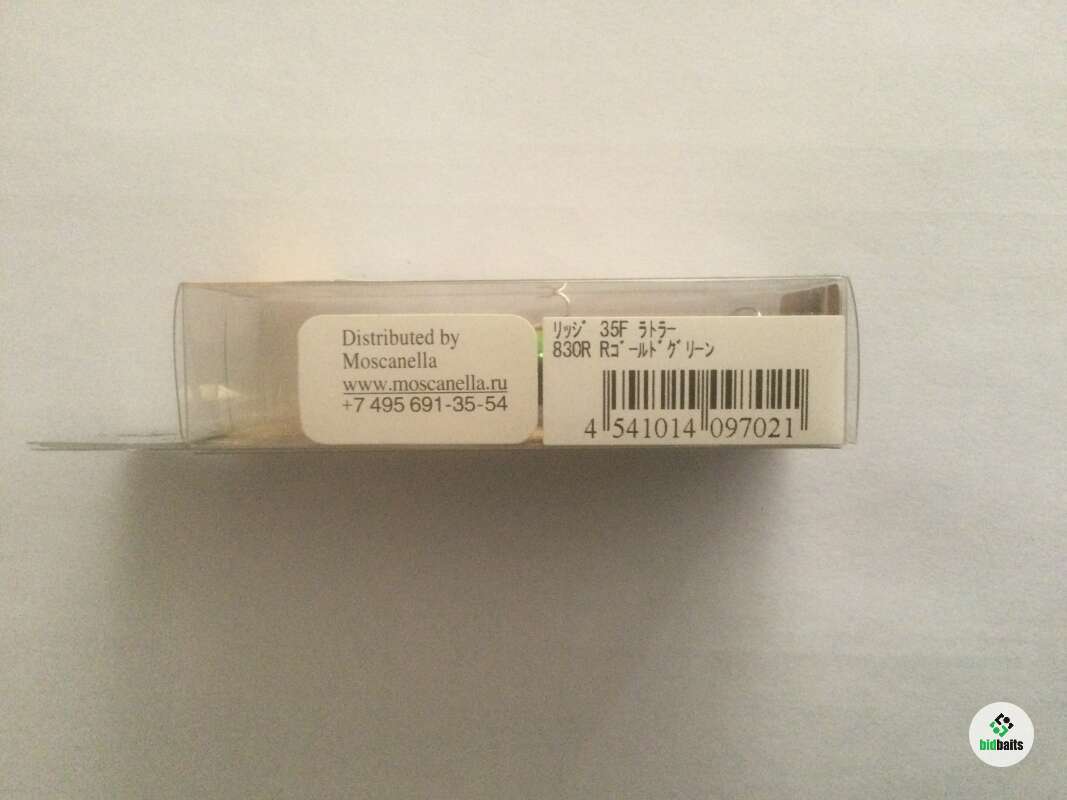 Distributed by
Moscanella
www.moscanella.ru
+7 495 691-35-54
ﾘｯｼﾞ 35F ﾗﾄﾗｰ
830R Rｺﾞｰﾙﾄﾞｸﾞﾘｰﾝ
4 541014 097021
bidbaits